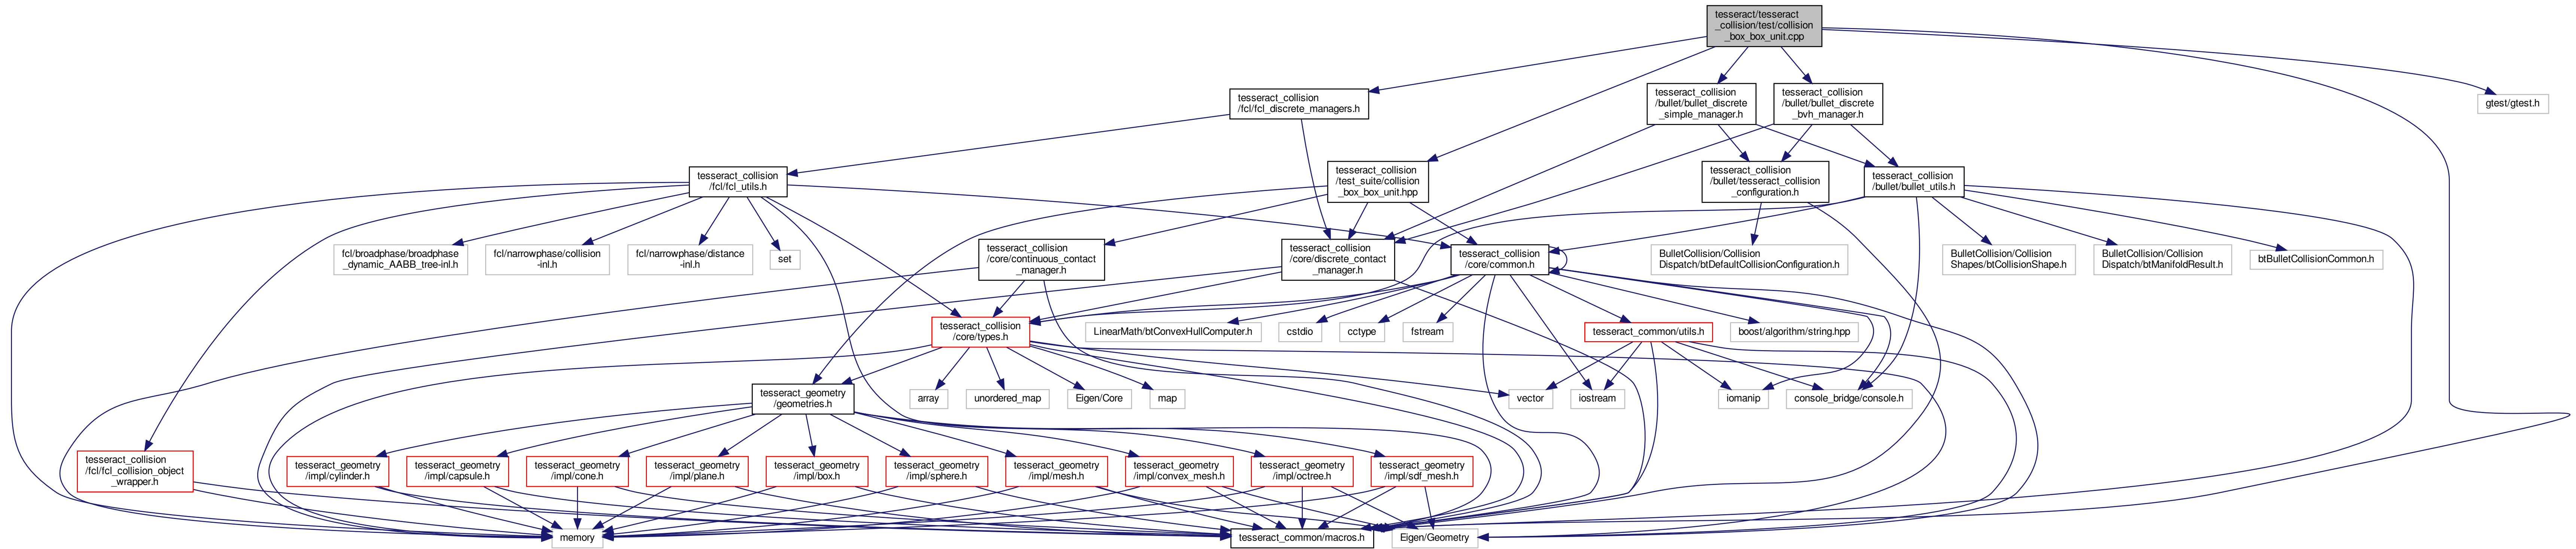 tesseract/tesseract
_collision/test/collision
_box_box_unit.cpp
tesseract_collision
/fcl/fcl_discrete_managers.h
tesseract_collision
/bullet/bullet_discrete
_simple_manager.h
tesseract_collision
/bullet/bullet_discrete
_bvh_manager.h
gtest/gtest.h
tesseract_collision
/fcl/fcl_utils.h
tesseract_collision
/test_suite/collision
_box_box_unit.hpp
tesseract_collision
/bullet/tesseract_collision
_configuration.h
tesseract_collision
/bullet/bullet_utils.h
fcl/broadphase/broadphase
_dynamic_AABB_tree-inl.h
fcl/narrowphase/collision
-inl.h
fcl/narrowphase/distance
-inl.h
set
tesseract_collision
/core/continuous_contact
_manager.h
tesseract_collision
/core/discrete_contact
_manager.h
tesseract_collision
/core/common.h
BulletCollision/Collision
Dispatch/btDefaultCollisionConfiguration.h
BulletCollision/Collision
Shapes/btCollisionShape.h
BulletCollision/Collision
Dispatch/btManifoldResult.h
btBulletCollisionCommon.h
tesseract_collision
/core/types.h
LinearMath/btConvexHullComputer.h
cstdio
cctype
fstream
tesseract_common/utils.h
boost/algorithm/string.hpp
tesseract_geometry
/geometries.h
array
unordered_map
Eigen/Core
map
vector
iostream
iomanip
console_bridge/console.h
tesseract_collision
/fcl/fcl_collision_object
_wrapper.h
tesseract_geometry
/impl/cylinder.h
tesseract_geometry
/impl/capsule.h
tesseract_geometry
/impl/cone.h
tesseract_geometry
/impl/plane.h
tesseract_geometry
/impl/box.h
tesseract_geometry
/impl/sphere.h
tesseract_geometry
/impl/mesh.h
tesseract_geometry
/impl/convex_mesh.h
tesseract_geometry
/impl/octree.h
tesseract_geometry
/impl/sdf_mesh.h
memory
tesseract_common/macros.h
Eigen/Geometry